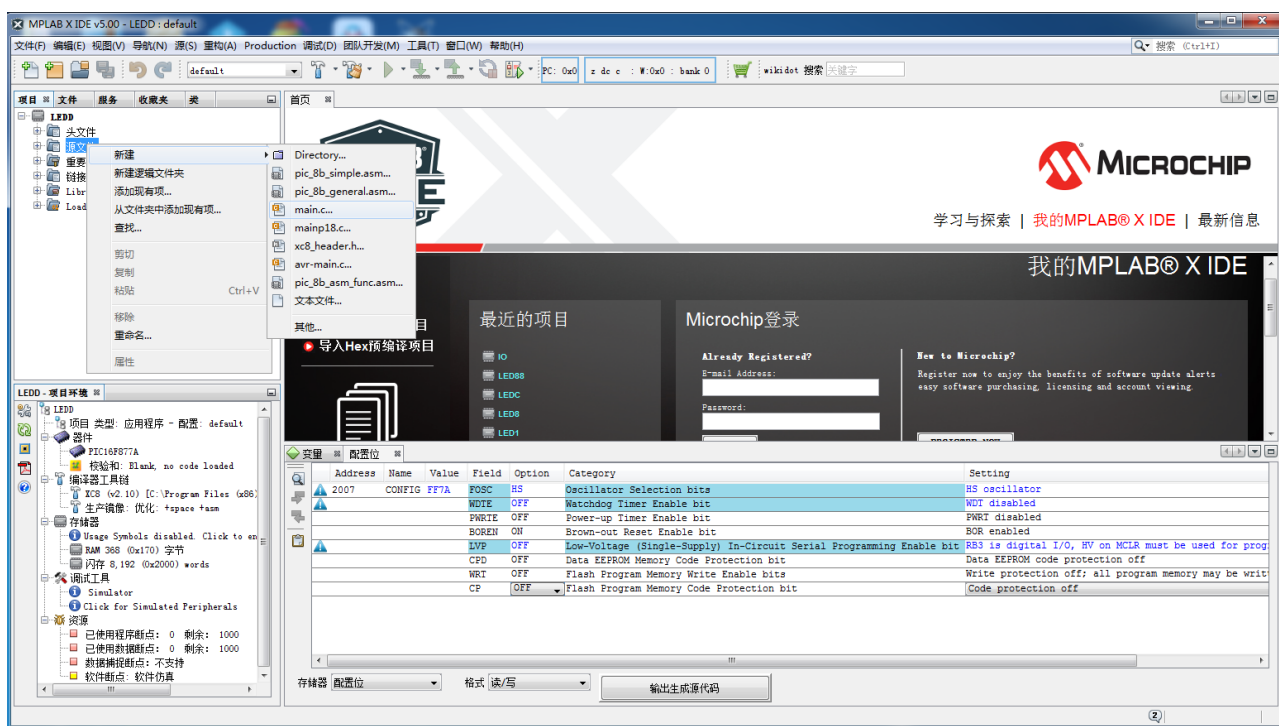 MPLAB X IDE v5.00 - LEDD : default
文件(F) 编辑(E) 视图(V) 导航(N) 源(S) 重构(A) Production 调试(D) 团队开发(M) 工具(T) 窗口(W) 帮助(H)
搜索 (Ctrl+I)
default
PC: 0x0
z dc c : W:0x0 : bank 0
wikidot 搜索
关键字
项目 文件 服务 收藏夹 类
首页
LEDD
头文件
源文
重要
链接
Libr
Load
新建
新建逻辑文件夹
添加现有项...
从文件夹中添加现有项...
查找...
剪切
复制
粘贴 Ctrl+V
移除
重命名...
属性
Directory...
pic_8b_simple.asm...
pic_8b_general.asm...
main.c...
mainp18.c...
xc8_header.h...
avr-main.c...
pic_8b_asm_func.asm...
文本文件...
其他...
MICROCHIP
学习与探索 | 我的MPLAB® X IDE | 最新信息
我的MPLAB® X IDE
目
导入Hex预编译项目
最近的项目
IO
LED88
LEDC
LED8
LED1
Microchip登录
Already Registered?
E-mail Address:
Password:
New to Microchip?
Register now to enjoy the benefits of software update alerts
easy software purchasing, licensing and account viewing.
REGISTER NOW
LEDD - 项目环境
LEDD
项目 类型: 应用程序 - 配置: default
器件
PIC16F877A
校验和: Blank, no code loaded
编译器工具链
XC8 (v2.10) [C:\Program Files (x86)
生产镜像: 优化: +space +asm
存储器
Usage Symbols disabled. Click to en
RAM 368 (0x170) 字节
闪存 8,192 (0x2000) words
调试工具
Simulator
Click for Simulated Peripherals
资源
已使用程序断点: 0 剩余: 1000
已使用数据断点: 0 剩余: 1000
数据捕捉断点: 不支持
软件断点: 软件仿真
变量 配置位
Address Name Value Field Option Category Setting
2007 CONFIG FF7A FOSC HS Oscillator Selection bits HS oscillator
WDTE OFF Watchdog Timer Enable bit WDT disabled
PWRTE OFF Power-up Timer Enable bit PWRT disabled
BOREN ON Brown-out Reset Enable bit BOR enabled
LVP OFF Low-Voltage (Single-Supply) In-Circuit Serial Programming Enable bit RB3 is digital I/O, HV on MCLR must be used for prog
CPD OFF Data EEPROM Memory Code Protection bit Data EEPROM code protection off
WRT OFF Flash Program Memory Write Enable bits Write protection off; all program memory may be writ
CP OFF Flash Program Memory Code Protection bit Code protection off
存储器 配置位 格式 读/写 输出生成源代码
2